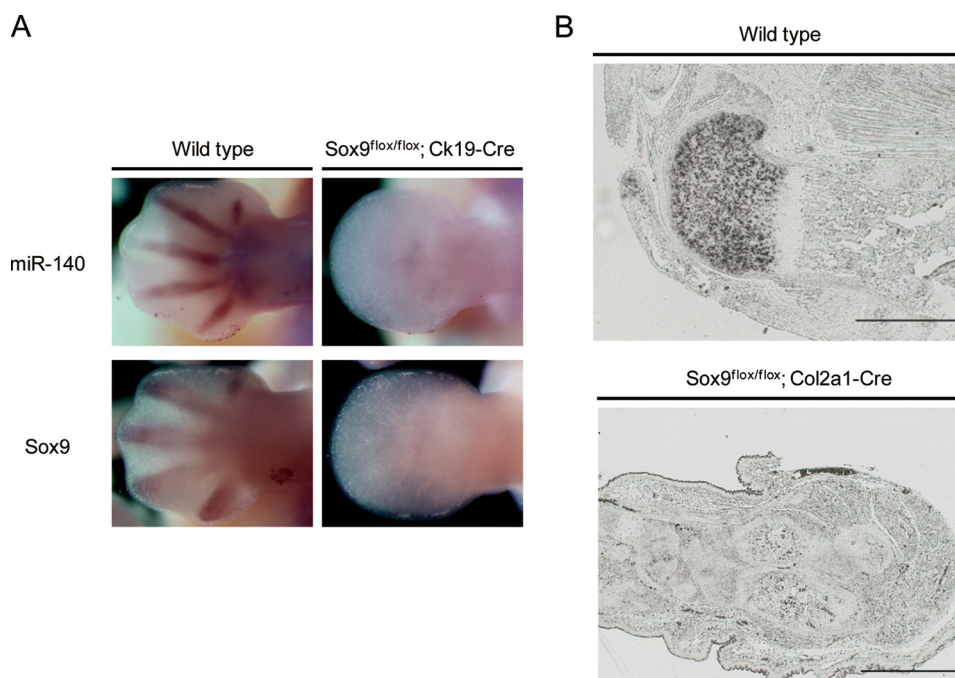 A
B
Wild type
Wild type
Sox9flox/flox; Ck19-Cre
miR-140
Sox9
Sox9flox/flox; Col2a1-Cre